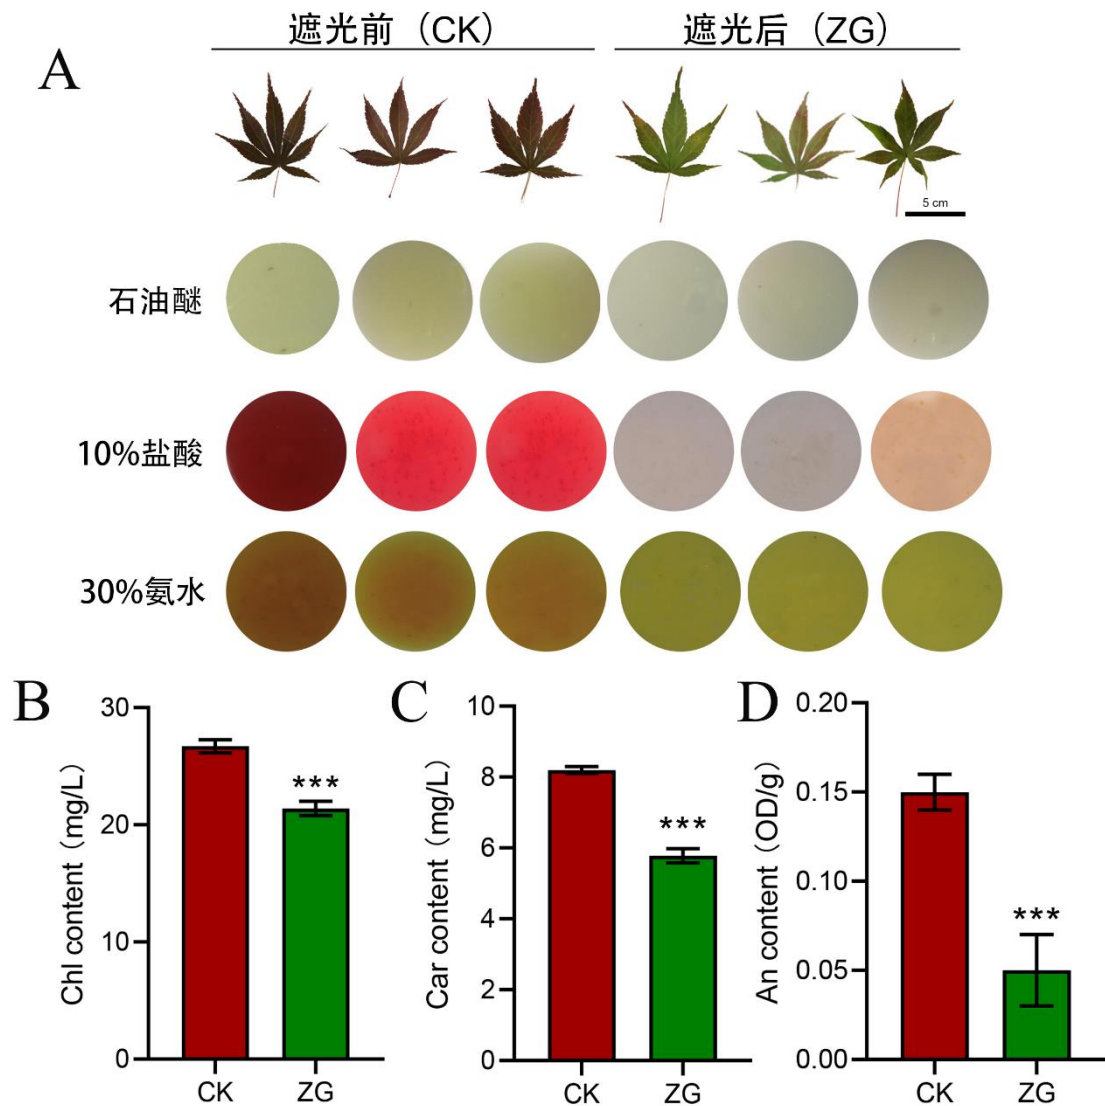 遮光前（CK）
遮光后（ZG）
A
5 cm
石油醚
10%盐酸
30%氨水
B
Chl content（mg/L）
30
20
10
0
***
CK
ZG
C
Car content（mg/L）
10
8
6
4
2
0
***
CK
ZG
D
An content（OD/g）
0.20
0.15
0.10
0.05
0.00
***
CK
ZG